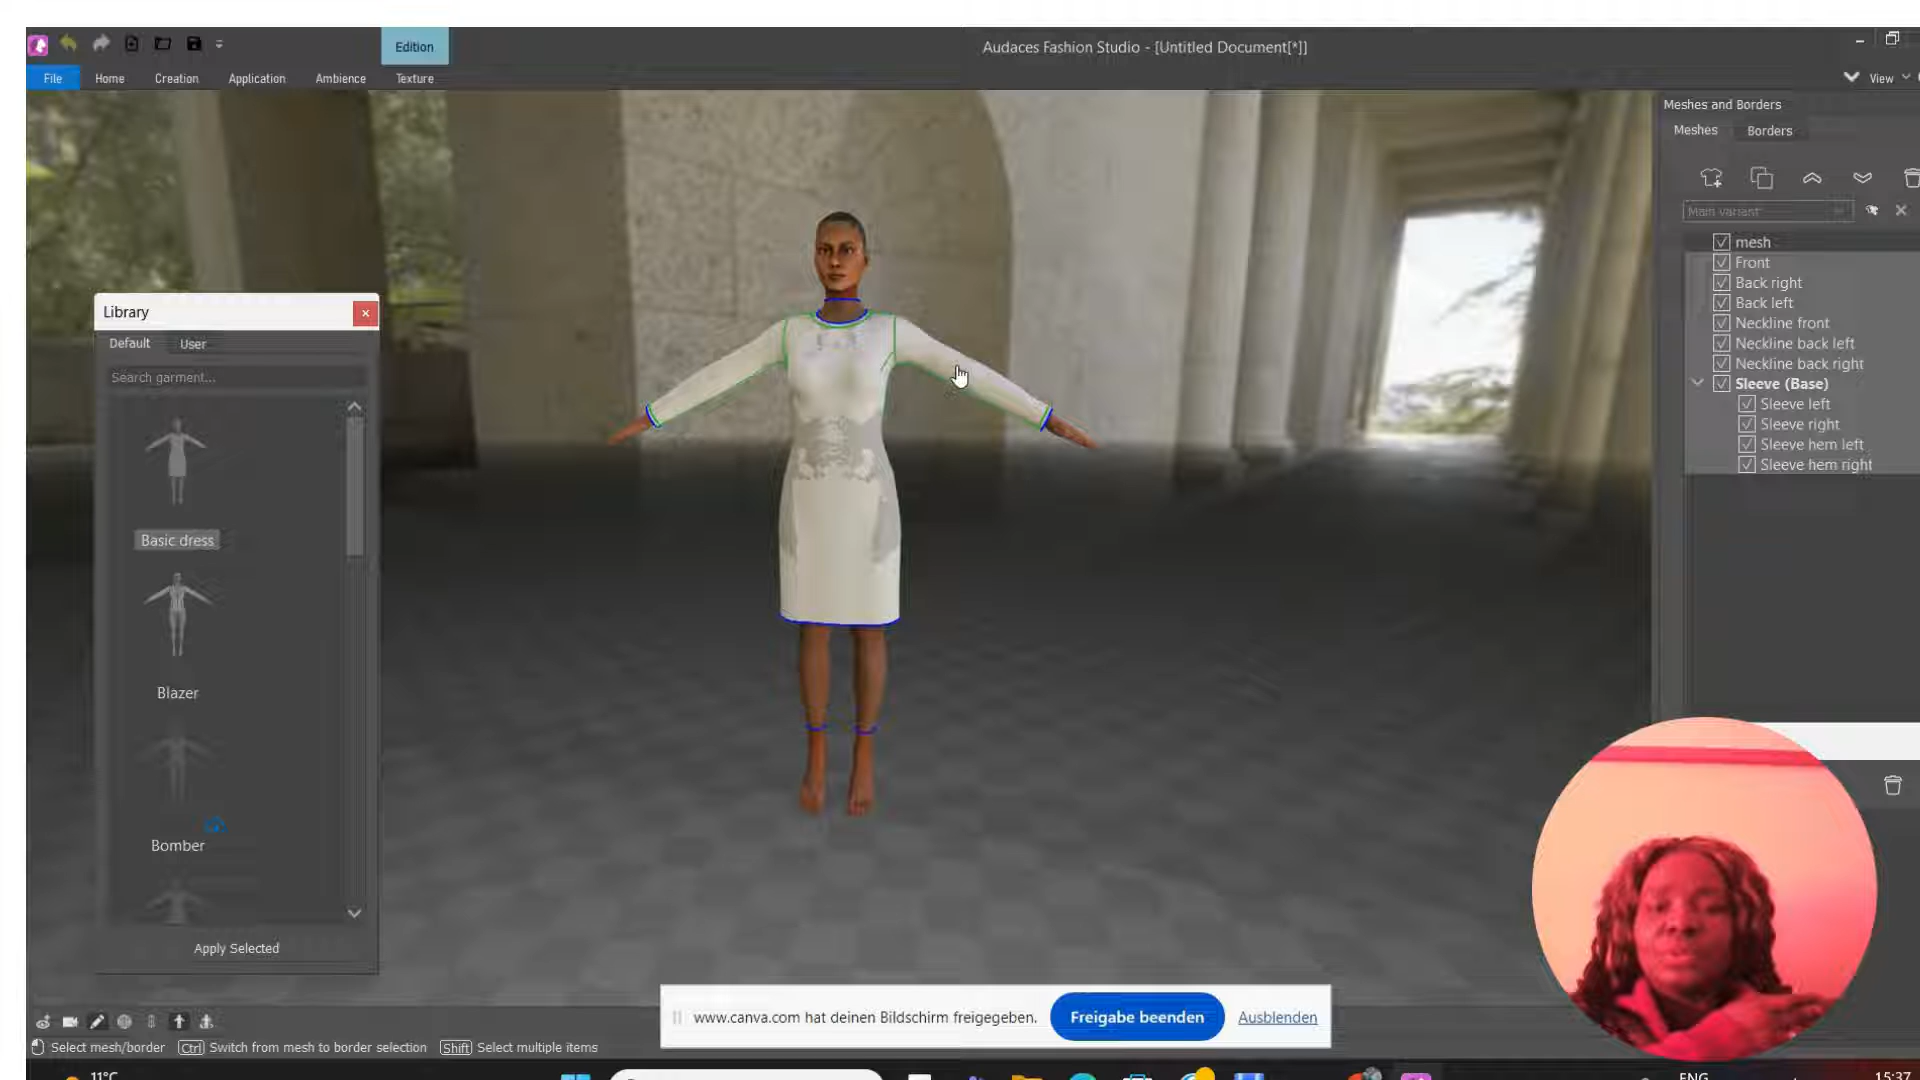 Edition
Audaces Fashion Studio - [Untitled Document[*]]
File
Home
Creation
Application
Ambience
Texture
View
Meshes and Borders
Meshes
Borders
Main variant
mesh
Front
Back right
Back left
Neckline front
Neckline back left
Neckline back right
Sleeve (Base)
Sleeve left
Sleeve right
Sleeve hem left
Sleeve hem right
Library
Default
User
Search garment...
Basic dress
Blazer
Bomber
Apply Selected
www.canva.com hat deinen Bildschirm freigegeben.
Freigabe beenden
Ausblenden
Select mesh/border
Ctrl
Switch from mesh to border selection
Shift
Select multiple items
11°C
ENG
15:37